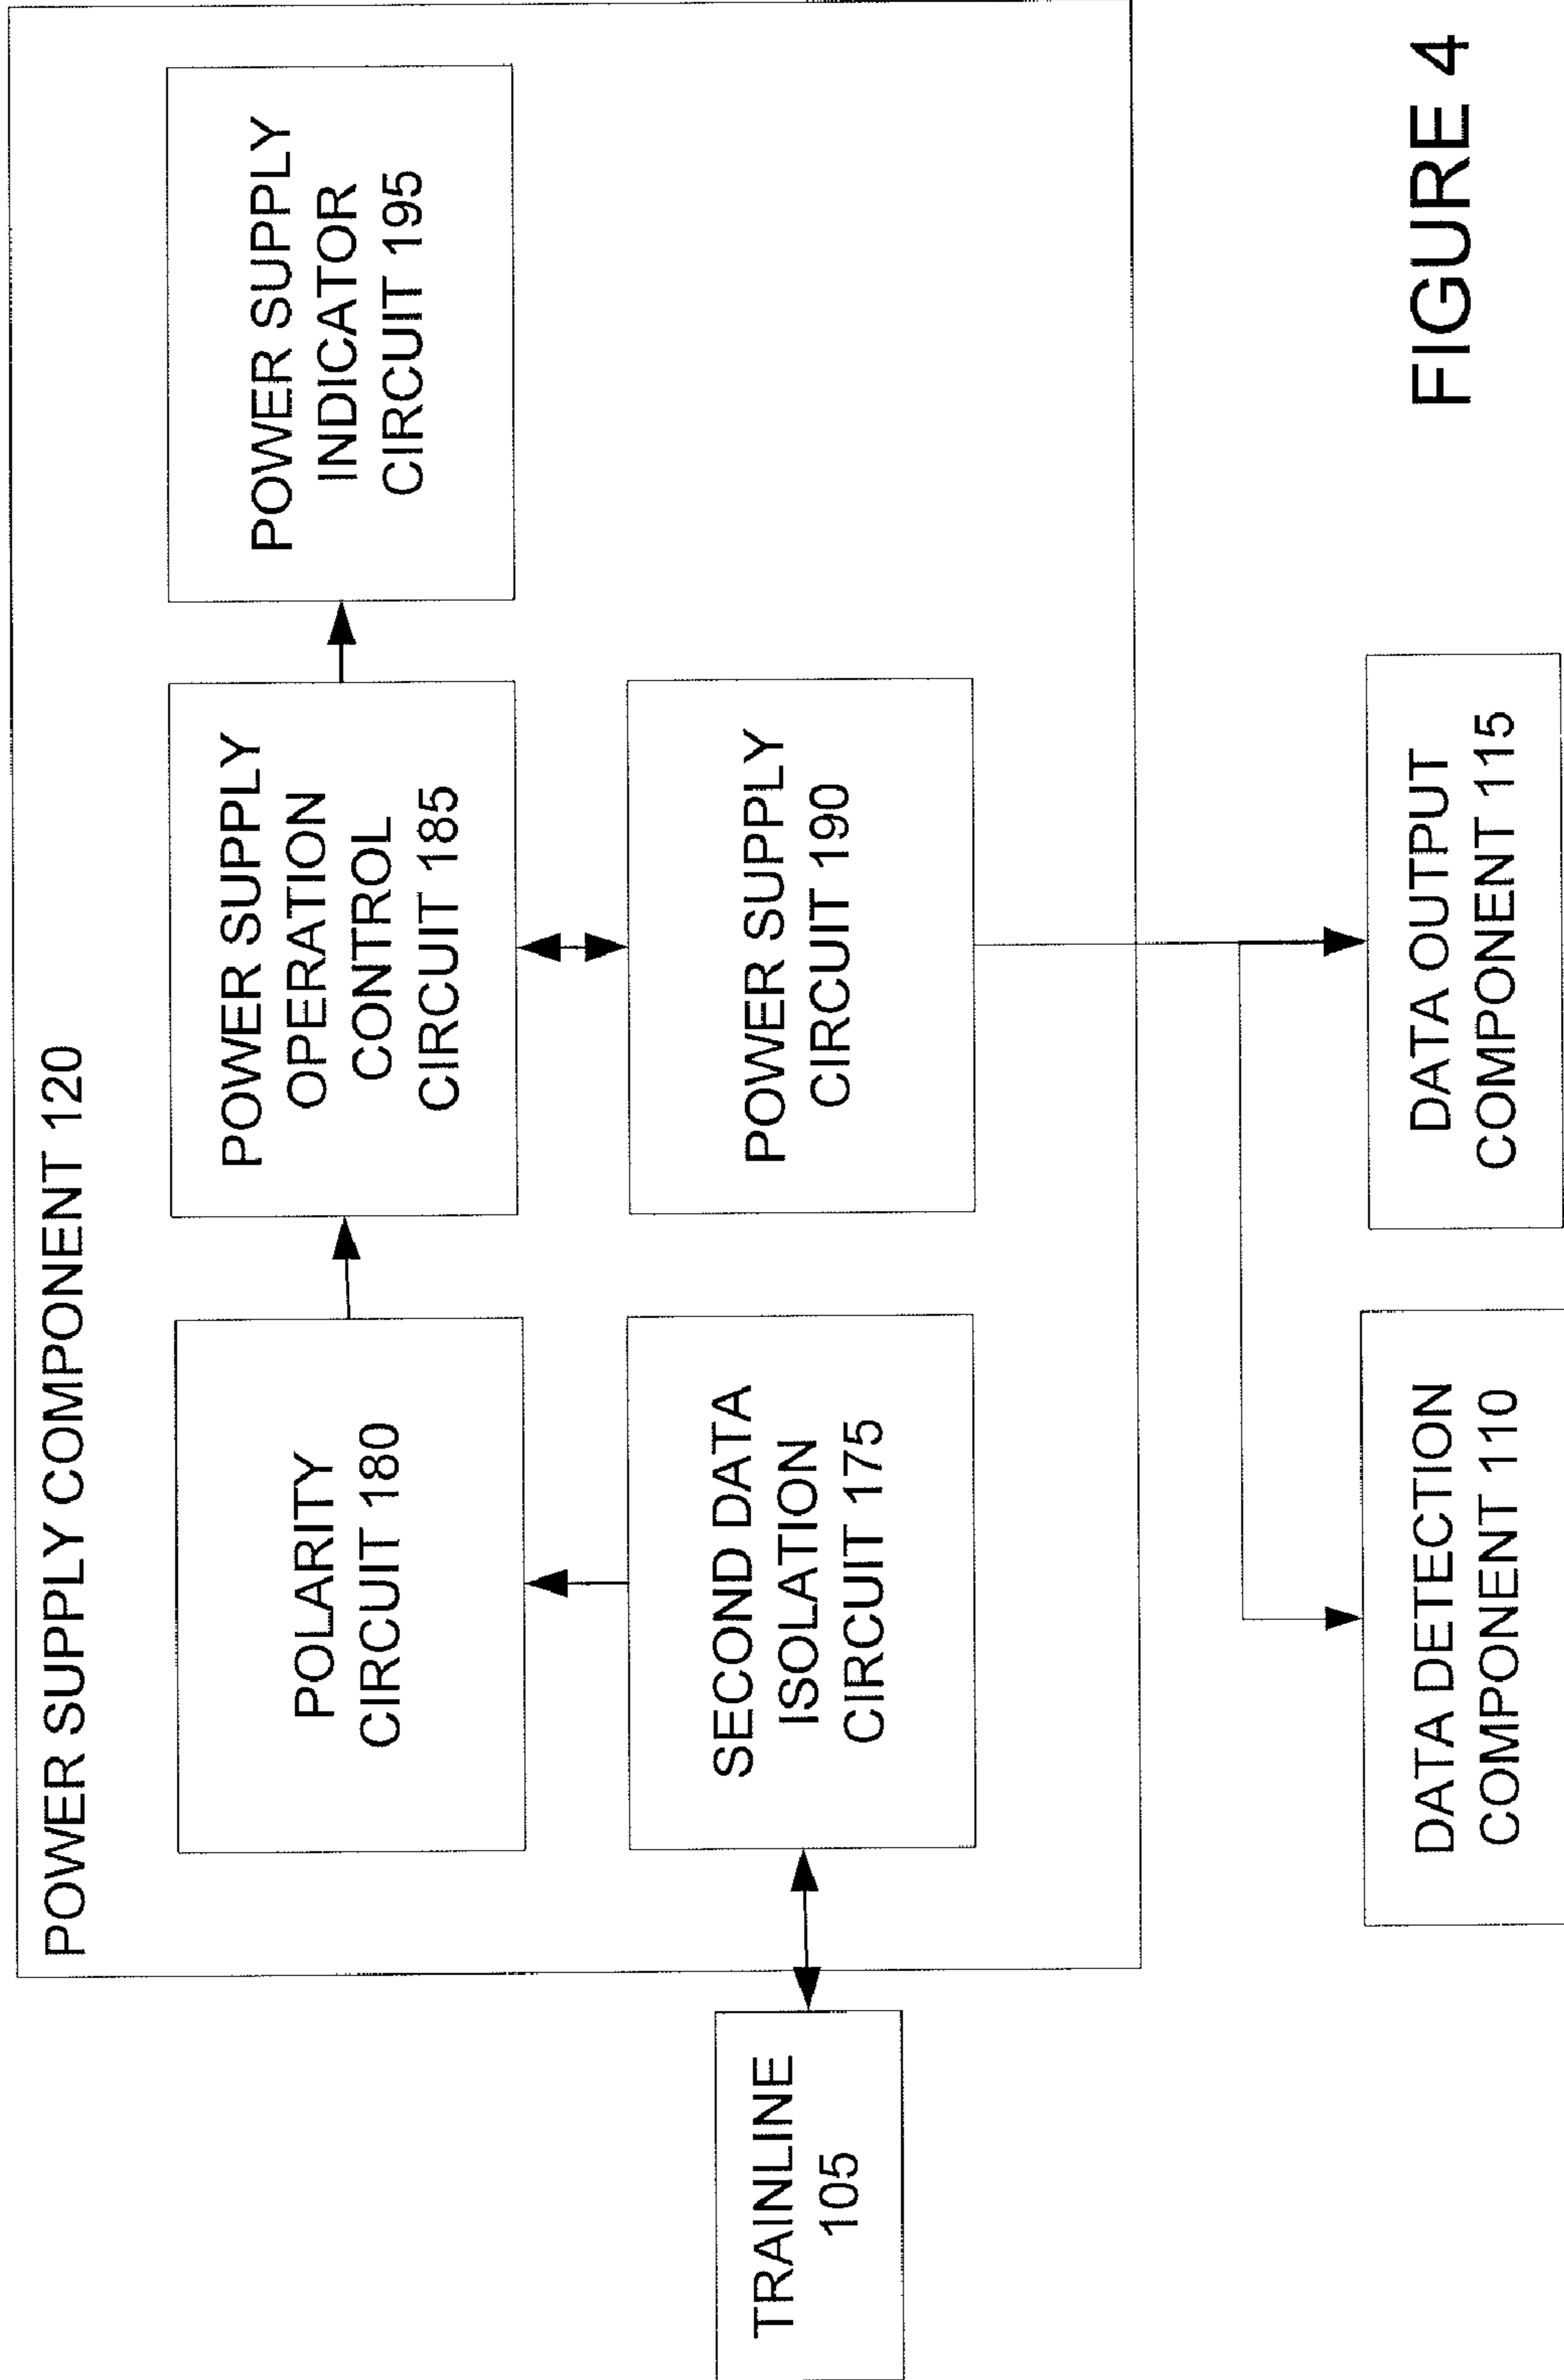 POWER SUPPLY COMPONENT 120
POLARITY
CIRCUIT 180
POWER SUPPLY
OPERATION
CONTROL
CIRCUIT 185
POWER SUPPLY
INDICATOR
CIRCUIT 195
TRAINLINE
105
SECOND DATA
ISOLATION
CIRCUIT 175
POWER SUPPLY
CIRCUIT 190
DATA DETECTION
COMPONENT 110
DATA OUTPUT
COMPONENT 115
FIGURE 4